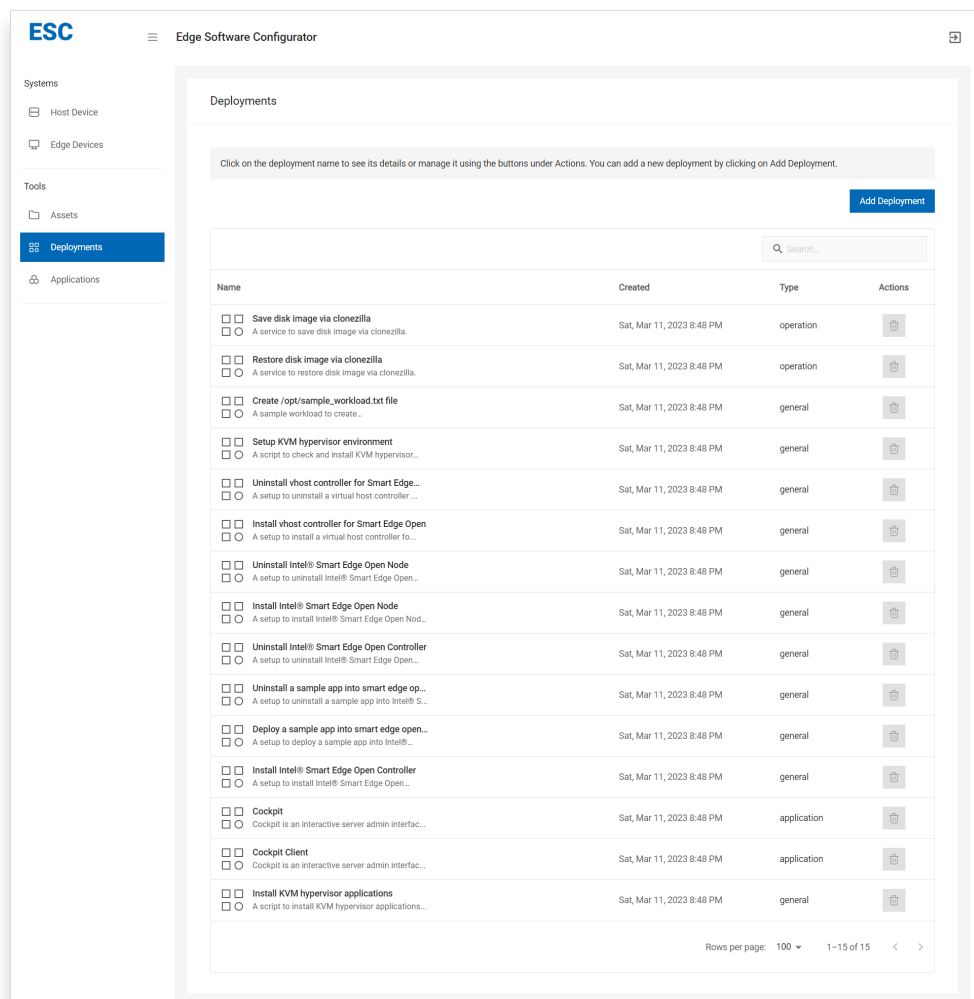 ESC
Edge Software Configurator
Systems
Host Device
Edge Devices
Tools
Assets
Deployments
Applications
Deployments
Click on the deployment name to see its details or manage it using the buttons under Actions. You can add a new deployment by clicking on Add Deployment.
Add Deployment
Search...
Name Created Type Actions
Save disk image via clonezilla
A service to save disk image via clonezilla.
Sat, Mar 11, 2023 8:48 PM operation
Restore disk image via clonezilla
A service to restore disk image via clonezilla.
Sat, Mar 11, 2023 8:48 PM operation
Create /opt/sample_workload.txt file
A sample workload to create...
Sat, Mar 11, 2023 8:48 PM general
Setup KVM hypervisor environment
A script to check and install KVM hypervisor...
Sat, Mar 11, 2023 8:48 PM general
Uninstall vhost controller for Smart Edge...
A setup to uninstall a virtual host controller ...
Sat, Mar 11, 2023 8:48 PM general
Install vhost controller for Smart Edge Open
A setup to install a virtual host controller fo...
Sat, Mar 11, 2023 8:48 PM general
Uninstall Intel® Smart Edge Open Node
A setup to uninstall Intel® Smart Edge Open...
Sat, Mar 11, 2023 8:48 PM general
Install Intel® Smart Edge Open Node
A setup to install Intel® Smart Edge Open Nod...
Sat, Mar 11, 2023 8:48 PM general
Uninstall Intel® Smart Edge Open Controller
A setup to uninstall Intel® Smart Edge Open...
Sat, Mar 11, 2023 8:48 PM general
Uninstall a sample app into smart edge op...
A setup to uninstall a sample app into Intel® S...
Sat, Mar 11, 2023 8:48 PM general
Deploy a sample app into smart edge open...
A setup to deploy a sample app into Intel®...
Sat, Mar 11, 2023 8:48 PM general
Install Intel® Smart Edge Open Controller
A setup to install Intel® Smart Edge Open...
Sat, Mar 11, 2023 8:48 PM general
Cockpit
Cockpit is an interactive server admin interfac...
Sat, Mar 11, 2023 8:48 PM application
Cockpit Client
Cockpit is an interactive server admin interfac...
Sat, Mar 11, 2023 8:48 PM application
Install KVM hypervisor applications
A script to install KVM hypervisor applications...
Sat, Mar 11, 2023 8:48 PM general
Rows per page: 100 1–15 of 15